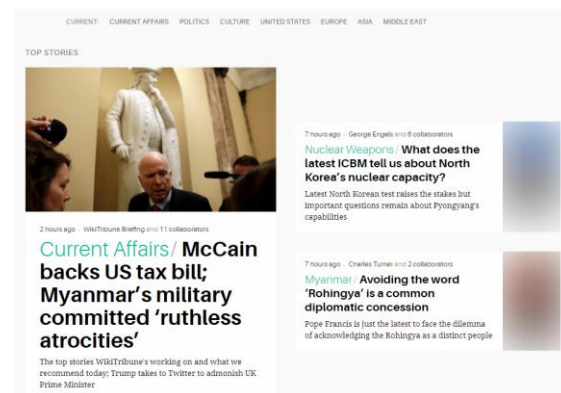 CURRENT: CURRENT AFFAIRS POLITICS CULTURE UNITED STATES EUROPE ASIA MIDDLE EAST
TOP STORIES
2 hours ago - WikiTribune Briefing and 11 collaborators
Current Affairs/ McCain
backs US tax bill;
Myanmar's military
committed 'ruthless
atrocities'
The top stories WikiTribune's working on and what we
recommend today; Trump takes to Twitter to admonish UK
Prime Minister
7 hours ago - George Engels and 6 collaborators
Nuclear Weapons/ What does the
latest ICBM tell us about North
Korea's nuclear capacity?
Latest North Korean test raises the stakes but
important questions remain about Pyongyang's
capabilities
7 hours ago - Charles Turner and 2 collaborators
Myanmar/ Avoiding the word
'Rohingya' is a common
diplomatic concession
Pope Francis is just the latest to face the dilemma
of acknowledging the Rohingya as a distinct people